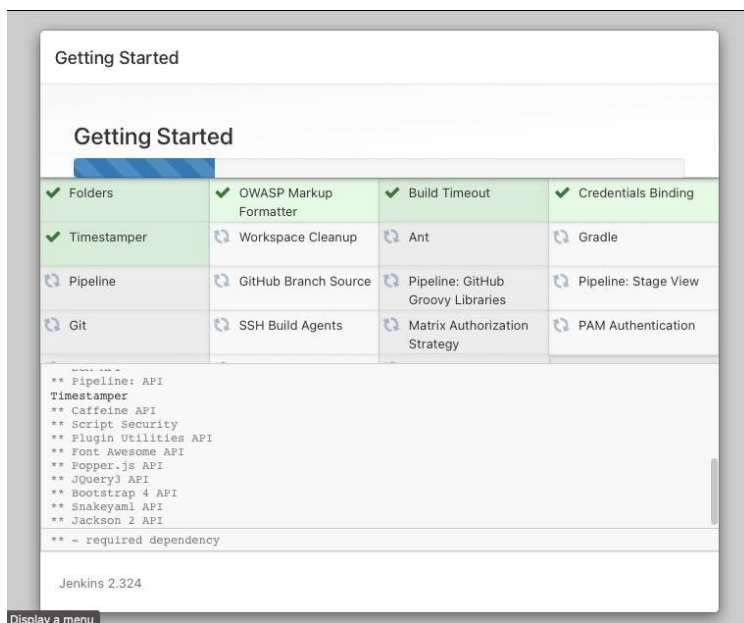 Getting Started
Getting Started
Folders
OWASP Markup
Formatter
Build Timeout
Credentials Binding
Timestamper
Workspace Cleanup
Ant
Gradle
Pipeline
GitHub Branch Source
Pipeline: GitHub
Groovy Libraries
Pipeline: Stage View
Git
SSH Build Agents
Matrix Authorization
Strategy
PAM Authentication
** Pipeline: API
Timestamper
** Caffeine API
** Script Security
** Plugin Utilities API
** Font Awesome API
** Popper.js API
** JQuery3 API
** Bootstrap 4 API
** Snakeyaml API
** Jackson 2 API
** - required dependency
Jenkins 2.324
Display a menu